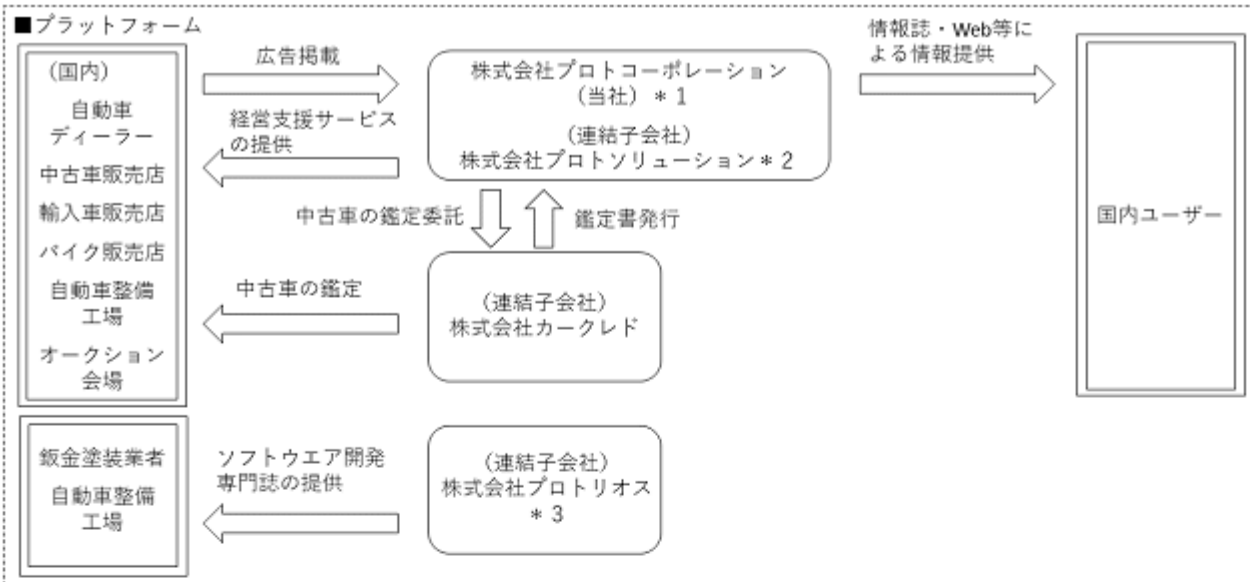 ■プラットフォーム
（国内）
自動車
ディーラー
中古車販売店
輸入車販売店
バイク販売店
自動車整備
工場
オークション
会場
広告掲載
経営支援サービス
の提供
株式会社プロトコーポレーション
（当社）＊1
（連結子会社）
株式会社プロトソリューション＊2
情報誌・Web等に
よる情報提供
国内ユーザー
中古車の鑑定委託
鑑定書発行
中古車の鑑定
（連結子会社）
株式会社カークレド
鈑金塗装業者
自動車整備
工場
ソフトウエア開発
専門誌の提供
（連結子会社）
株式会社プロトリオス
＊3